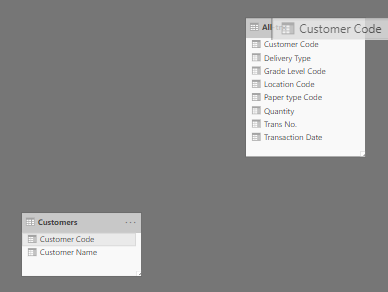 All
Customer Code
Customer Code
Delivery Type
Grade Level Code
Location Code
Paper type Code
Quantity
Trans No.
Transaction Date
Customers
Customer Code
Customer Name